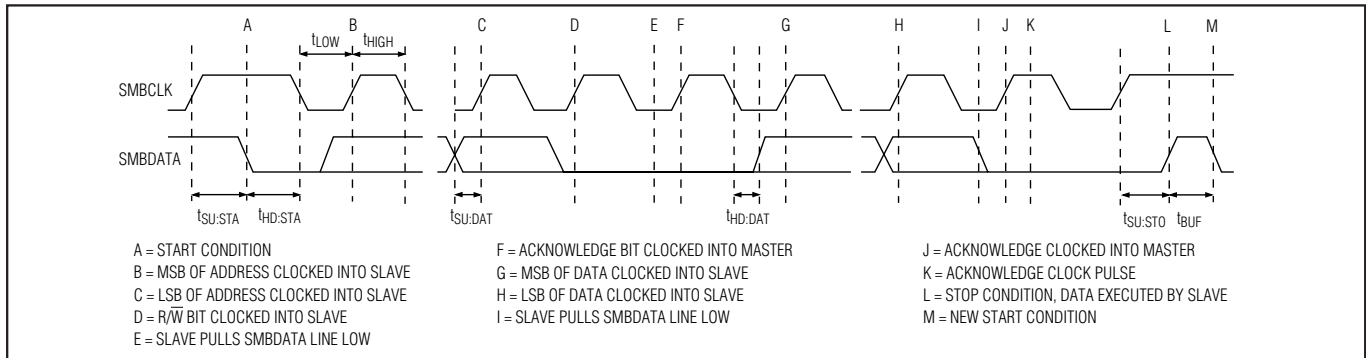 A B C D E F G H I J K L M
tLOW tHIGH
SMBCLK
SMBDATA
tSU:STA tHD:STA tSU:DAT tHD:DAT tSU:STO tBUF
A = START CONDITION
B = MSB OF ADDRESS CLOCKED INTO SLAVE
C = LSB OF ADDRESS CLOCKED INTO SLAVE
D = R/W̅ BIT CLOCKED INTO SLAVE
E = SLAVE PULLS SMBDATA LINE LOW
F = ACKNOWLEDGE BIT CLOCKED INTO MASTER
G = MSB OF DATA CLOCKED INTO SLAVE
H = LSB OF DATA CLOCKED INTO SLAVE
I = SLAVE PULLS SMBDATA LINE LOW
J = ACKNOWLEDGE CLOCKED INTO MASTER
K = ACKNOWLEDGE CLOCK PULSE
L = STOP CONDITION, DATA EXECUTED BY SLAVE
M = NEW START CONDITION